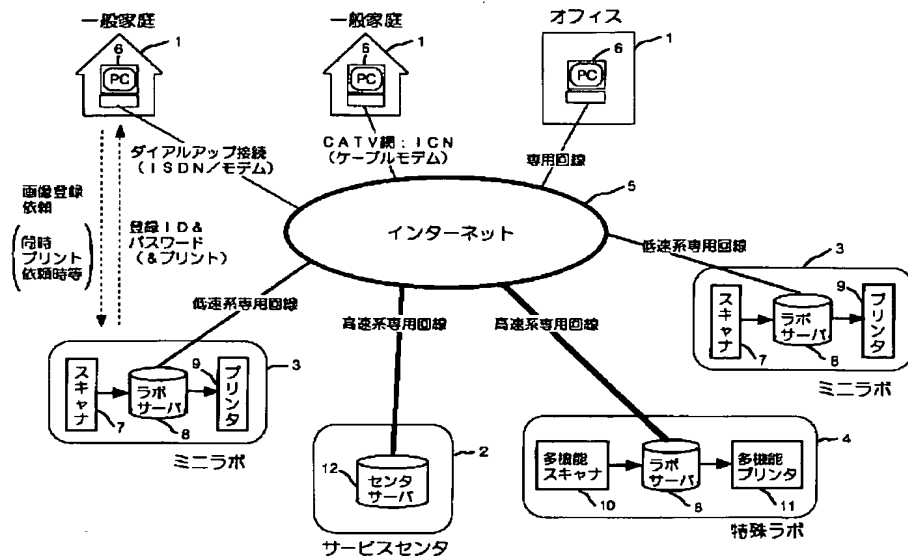 一般家庭
1
6
PC
一般家庭
1
6
PC
オフィス
1
6
PC
ダイアルアップ接続
(ISDN/モデム)
CATV網:ICN
(ケーブルモデム)
専用回線
5
画像登録
依頼
(同時
プリント
依頼時等)
登録ID&
パスワード
(&プリント)
インターネット
低速系専用回線
低速系専用回線
高速系専用回線
高速系専用回線
3
スキャナ
7
ラボ
サーバ
8
9
プリンタ
ミニラボ
3
スキャナ
7
ラボ
サーバ
8
9
プリンタ
ミニラボ
2
12
センタ
サーバ
サービスセンタ
4
多機能
スキャナ
10
ラボ
サーバ
8
多機能
プリンタ
11
特殊ラボ